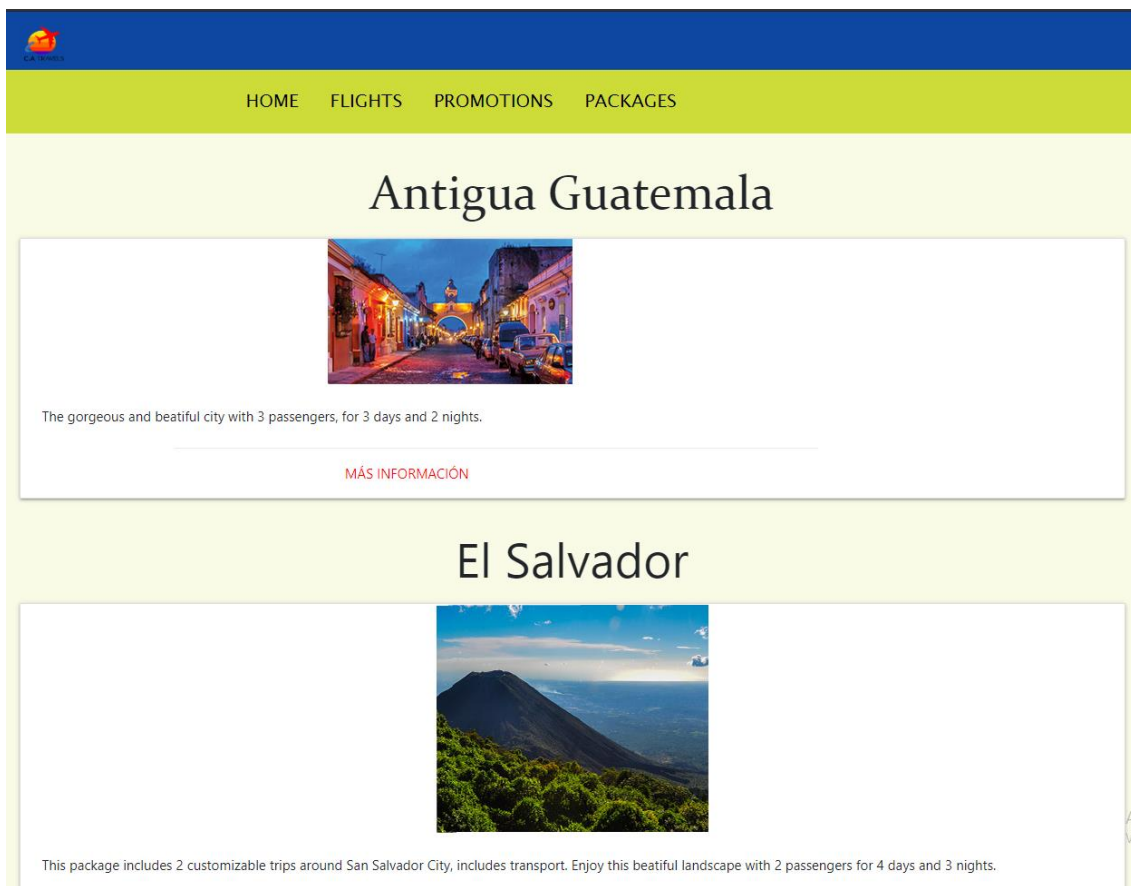 CA TRAVELS
HOME FLIGHTS PROMOTIONS PACKAGES
Antigua Guatemala
The gorgeous and beatiful city with 3 passengers, for 3 days and 2 nights.
MÁS INFORMACIÓN
El Salvador
This package includes 2 customizable trips around San Salvador City, includes transport. Enjoy this beatiful landscape with 2 passengers for 4 days and 3 nights.